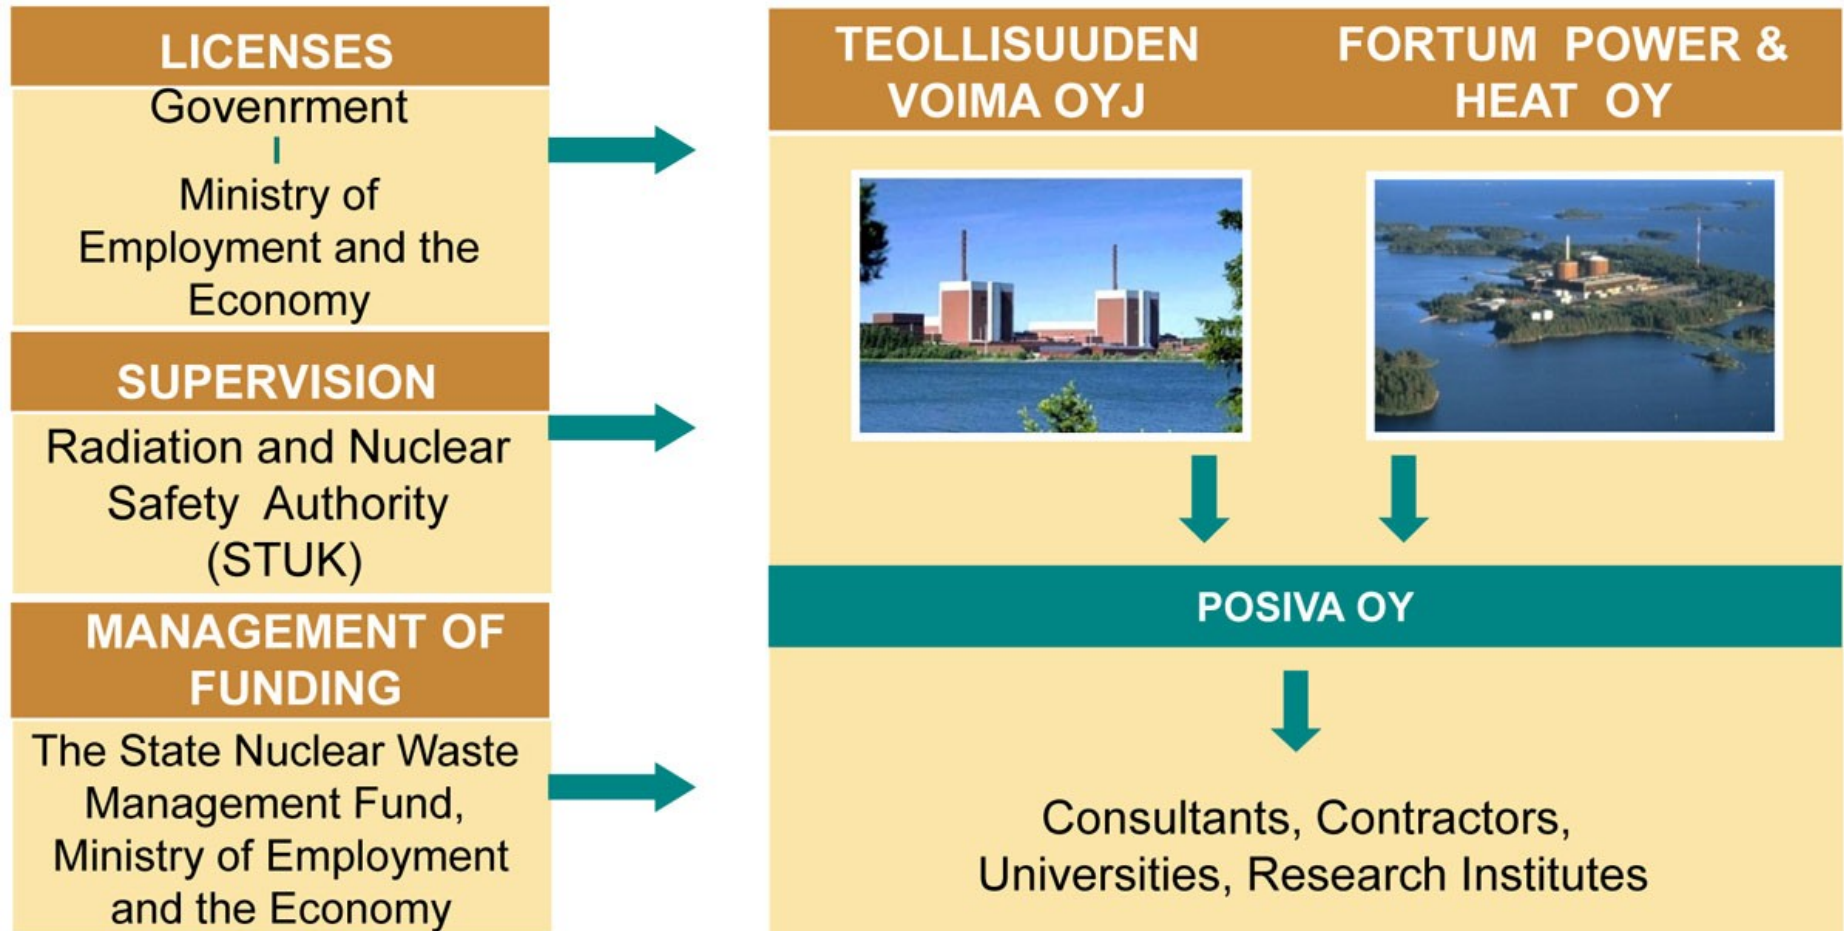 LICENSES
Govenrment
Ministry of
Employment and the
Economy
SUPERVISION
Radiation and Nuclear
Safety Authority
(STUK)
MANAGEMENT OF
FUNDING
The State Nuclear Waste
Management Fund,
Ministry of Employment
and the Economy
TEOLLISUUDEN
VOIMA OYJ
FORTUM POWER &
HEAT OY
POSIVA OY
Consultants, Contractors,
Universities, Research Institutes